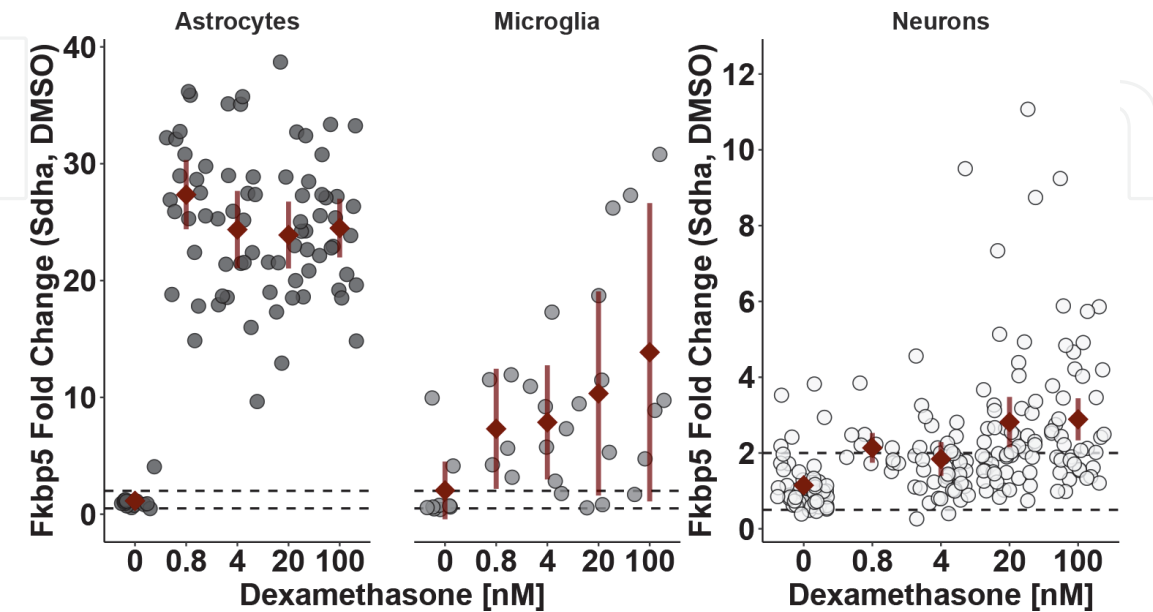 Astrocytes
Microglia
Neurons
Fkbp5 Fold Change (Sdha, DMSO)
40
30
20
10
0
0 0.8 4 20 100
0 0.8 4 20 100
Dexamethasone [nM]
Fkbp5 Fold Change (Sdha, DMSO)
12
10
8
6
4
2
0
0 0.8 4 20 100
Dexamethasone [nM]